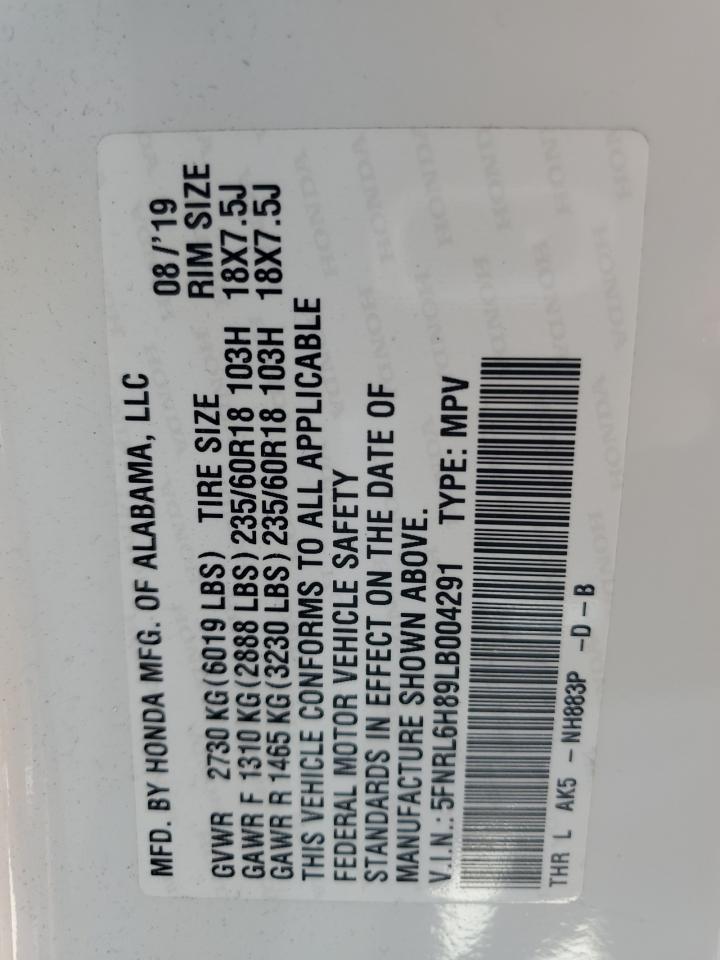 MFD. BY HONDA MFG. OF ALABAMA, LLC 08/'19
GVWR 2730 KG (6019 LBS) TIRE SIZE RIM SIZE
GAWR F 1310 KG (2888 LBS) 235/60R18 103H 18X7.5J
GAWR R 1465 KG (3230 LBS) 235/60R18 103H 18X7.5J
THIS VEHICLE CONFORMS TO ALL APPLICABLE
FEDERAL MOTOR VEHICLE SAFETY
STANDARDS IN EFFECT ON THE DATE OF
MANUFACTURE SHOWN ABOVE.
V.I.N.: 5FNRL6H89LB004291 TYPE: MPV
THR L AK5 - NH883P -D-B